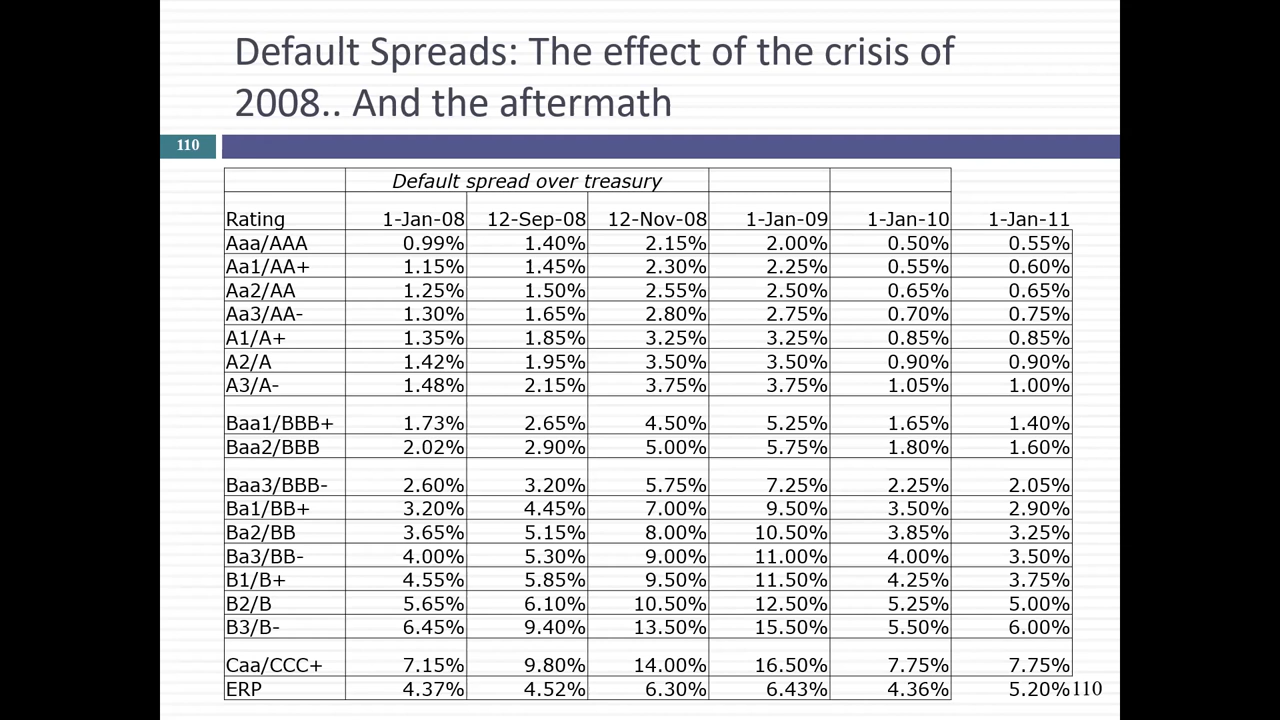 Default Spreads: The effect of the crisis of
2008.. And the aftermath
110
Default spread over treasury
Rating 1-Jan-08 12-Sep-08 12-Nov-08 1-Jan-09 1-Jan-10 1-Jan-11
Aaa/AAA 0.99% 1.40% 2.15% 2.00% 0.50% 0.55%
Aa1/AA+ 1.15% 1.45% 2.30% 2.25% 0.55% 0.60%
Aa2/AA 1.25% 1.50% 2.55% 2.50% 0.65% 0.65%
Aa3/AA- 1.30% 1.65% 2.80% 2.75% 0.70% 0.75%
A1/A+ 1.35% 1.85% 3.25% 3.25% 0.85% 0.85%
A2/A 1.42% 1.95% 3.50% 3.50% 0.90% 0.90%
A3/A- 1.48% 2.15% 3.75% 3.75% 1.05% 1.00%
Baa1/BBB+ 1.73% 2.65% 4.50% 5.25% 1.65% 1.40%
Baa2/BBB 2.02% 2.90% 5.00% 5.75% 1.80% 1.60%
Baa3/BBB- 2.60% 3.20% 5.75% 7.25% 2.25% 2.05%
Ba1/BB+ 3.20% 4.45% 7.00% 9.50% 3.50% 2.90%
Ba2/BB 3.65% 5.15% 8.00% 10.50% 3.85% 3.25%
Ba3/BB- 4.00% 5.30% 9.00% 11.00% 4.00% 3.50%
B1/B+ 4.55% 5.85% 9.50% 11.50% 4.25% 3.75%
B2/B 5.65% 6.10% 10.50% 12.50% 5.25% 5.00%
B3/B- 6.45% 9.40% 13.50% 15.50% 5.50% 6.00%
Caa/CCC+ 7.15% 9.80% 14.00% 16.50% 7.75% 7.75%
ERP 4.37% 4.52% 6.30% 6.43% 4.36% 5.20% 110